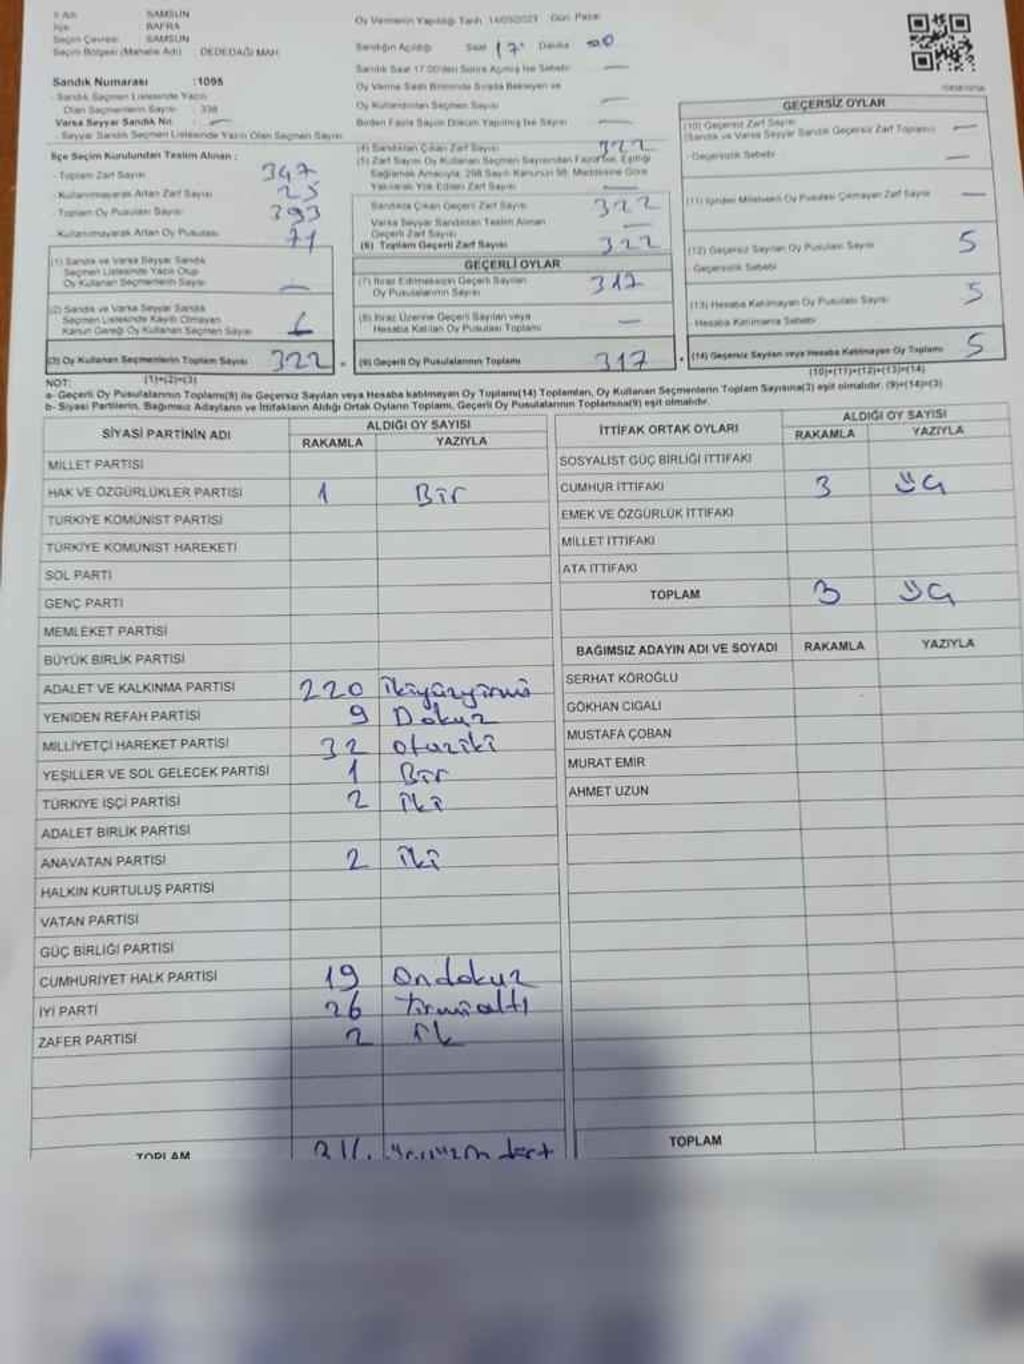 İl Adı : SAMSUN
İlçe : BAFRA
Seçim Çevresi : SAMSUN
Seçim Bölgesi (Mahalle Adı) : DEDEDAĞI MAH.
Sandık Numarası :1095
- Sandık Seçmen Listesinde Yazılı
Olan Seçmenlerin Sayısı : 338
Varsa Seyyar Sandık No : —
- Seyyar Sandık Seçmen Listesinde Yazılı Olan Seçmen Sayısı
İlçe Seçim Kurulundan Teslim Alınan :
- Toplam Zarf Sayısı 347
- Kullanılmayarak Artan Zarf Sayısı 25
- Toplam Oy Pusulası Sayısı 393
- Kullanılmayarak Artan Oy Pusulası 71
(1) Sandık ve Varsa Seyyar Sandık
Seçmen Listesinde Yazılı Olup
Oy Kullanan Seçmenlerin Sayısı —
(2) Sandık ve Varsa Seyyar Sandık
Seçmen Listesinde Kayıtlı Olmayan
Kanun Gereği Oy Kullanan Seçmen Sayısı
(3) Oy Kullanan Seçmenlerin Toplam Sayısı 322
(1)+(2)=(3)
Oy Vermenin Yapıldığı Tarih : 14/05/2023 Gün: Pazar
Sandığın Açıldığı Saat 17 Dakika 00
Sandık Saat 17:00'den Sonra Açılmış İse Sebebi —
Oy Verme Saati Bitiminde Sırada Bekleyen ve
Oy Kullandırılan Seçmen Sayısı —
Birden Fazla Sayım Döküm Yapılmış İse Sayısı —
(4) Sandıktan Çıkan Zarf Sayısı 322
(5) Zarf Sayısı Oy Kullanan Seçmen Sayısından Fazla İse, Eşitliği
Sağlamak Amacıyla, 298 Sayılı Kanunun 98. Maddesine Göre
Yakılarak Yok Edilen Zarf Sayısı —
Sandıkta Çıkan Geçerli Zarf Sayısı 322
Varsa Seyyar Sandıktan Teslim Alınan
Geçerli Zarf Sayısı —
(6) Toplam Geçerli Zarf Sayısı 322
GEÇERLİ OYLAR
(7) İtiraz Edilmeksizin Geçerli Sayılan
Oy Pusulalarının Sayısı 317
(8) İtiraz Üzerine Geçerli Sayılan veya
Hesaba Katılan Oy Pusulası Toplamı —
(9) Geçerli Oy Pusulalarının Toplamı 317
GEÇERSİZ OYLAR
(10) Geçersiz Zarf Sayısı
(Sandık ve Varsa Seyyar Sandık Geçersiz Zarf Toplamı) —
- Geçersizlik Sebebi —
(11) İçinden Milletvekili Oy Pusulası Çıkmayan Zarf Sayısı —
(12) Geçersiz Sayılan Oy Pusulası Sayısı 5
- Geçersizlik Sebebi
(13) Hesaba Katılmayan Oy Pusulası Sayısı 5
- Hesaba Katılmama Sebebi
(14) Geçersiz Sayılan veya Hesaba Katılmayan Oy Toplamı 5
(10)+(11)+(12)+(13)=(14)
NOT:
a- Geçerli Oy Pusulalarının Toplamı(9) ile Geçersiz Sayılan veya Hesaba katılmayan Oy Toplamı(14) Toplamları, Oy Kullanan Seçmenlerin Toplam Sayısına(3) eşit olmalıdır. (9)+(14)=(3)
b- Siyasi Partilerin, Bağımsız Adayların ve İttifakların Aldığı Ortak Oyların Toplamı, Geçerli Oy Pusulalarının Toplamına(9) eşit olmalıdır.
SİYASİ PARTİNİN ADI ALDIĞI OY SAYISI
RAKAMLA YAZIYLA
MİLLET PARTİSİ
HAK VE ÖZGÜRLÜKLER PARTİSİ 1 Bir
TÜRKİYE KOMÜNİST PARTİSİ
TÜRKİYE KOMÜNİST HAREKETİ
SOL PARTİ
GENÇ PARTİ
MEMLEKET PARTİSİ
BÜYÜK BİRLİK PARTİSİ
ADALET VE KALKINMA PARTİSİ 220 ikiyüzyirmi
YENİDEN REFAH PARTİSİ 9 Dokuz
MİLLİYETÇİ HAREKET PARTİSİ 32 otuziki
YEŞİLLER VE SOL GELECEK PARTİSİ 1 Bir
TÜRKİYE İŞÇİ PARTİSİ 2 iki
ADALET BİRLİK PARTİSİ
ANAVATAN PARTİSİ 2 iki
HALKIN KURTULUŞ PARTİSİ
VATAN PARTİSİ
GÜÇ BİRLİĞİ PARTİSİ
CUMHURİYET HALK PARTİSİ 19 ondokuz
İYİ PARTİ 26 Yirmialtı
ZAFER PARTİSİ 2 ik
TOPLAM 314 üçyüzondört
İTTİFAK ORTAK OYLARI ALDIĞI OY SAYISI
RAKAMLA YAZIYLA
SOSYALİST GÜÇ BİRLİĞİ İTTİFAKI
CUMHUR İTTİFAKI 3 üç
EMEK VE ÖZGÜRLÜK İTTİFAKI
MİLLET İTTİFAKI
ATA İTTİFAKI
TOPLAM 3 üç
BAĞIMSIZ ADAYIN ADI VE SOYADI RAKAMLA YAZIYLA
SERHAT KÖROĞLU
GÖKHAN CIGALI
MUSTAFA ÇOBAN
MURAT EMİR
AHMET UZUN
TOPLAM